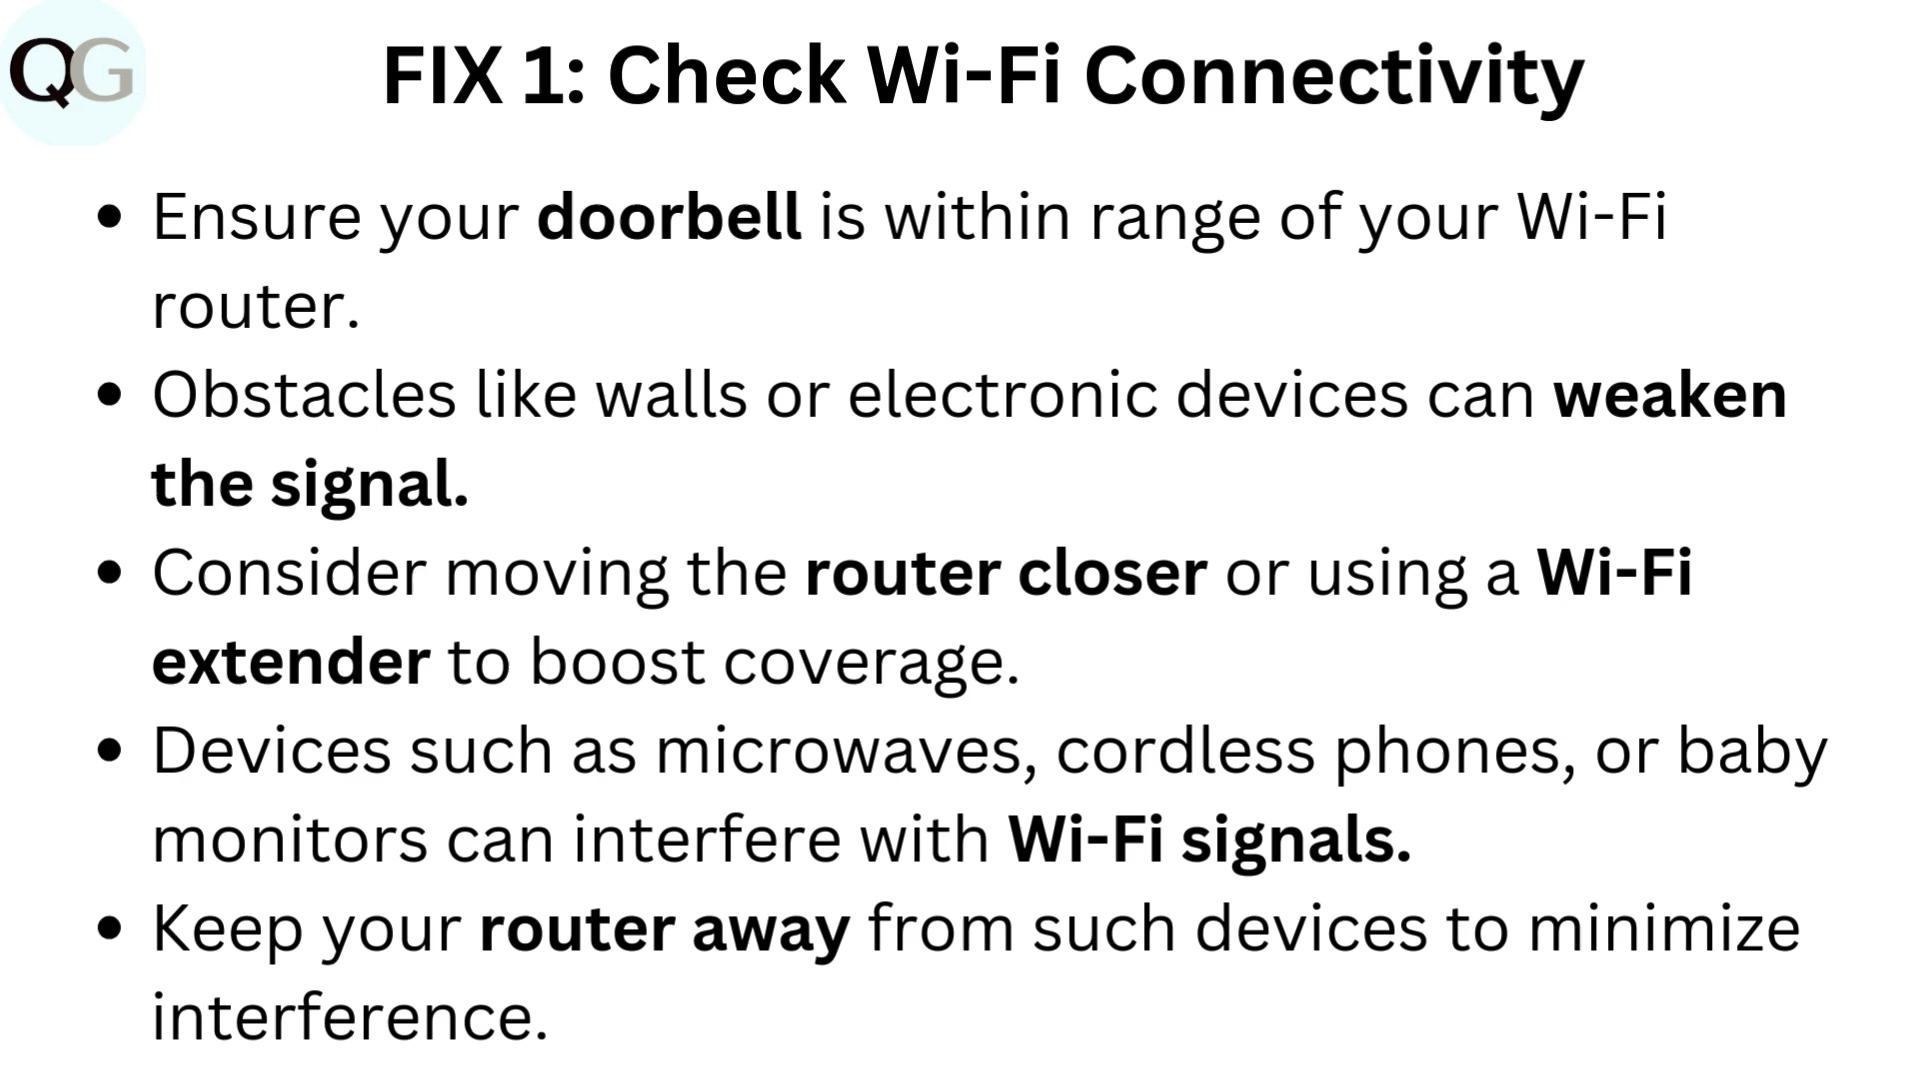 QG
FIX 1: Check Wi-Fi Connectivity
• Ensure your doorbell is within range of your Wi-Fi
router.
• Obstacles like walls or electronic devices can weaken
the signal.
• Consider moving the router closer or using a Wi-Fi
extender to boost coverage.
• Devices such as microwaves, cordless phones, or baby
monitors can interfere with Wi-Fi signals.
• Keep your router away from such devices to minimize
interference.